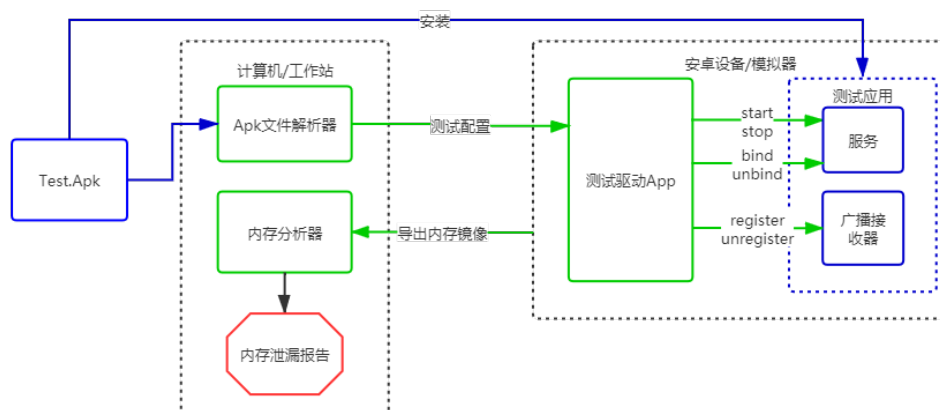 安装
计算机/工作站
安卓设备/模拟器
Apk文件解析器
测试配置
测试应用
start
stop
服务
Test.Apk
测试驱动App
bind
unbind
内存分析器
导出内存镜像
register
unregister
广播接
收器
内存泄漏报告